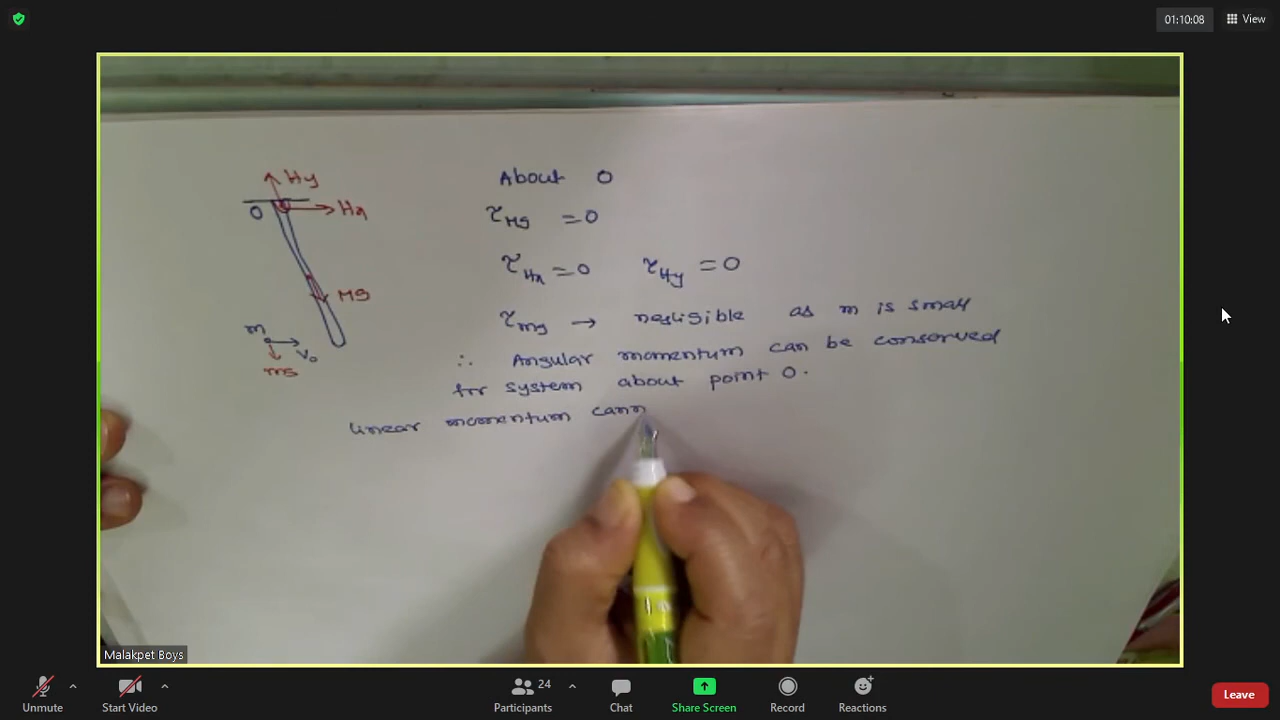 01:10:08
View
Hy
O
Hx
Mg
m
V₀
mg
About O
τMg = 0
τHx = 0 τHy = 0
τmg → negligible as m is small
∴ Angular momentum can be conserved
for system about point O.
linear momentum cann
Malakpet Boys
Unmute
Start Video
24
Participants
Chat
Share Screen
Record
Reactions
Leave